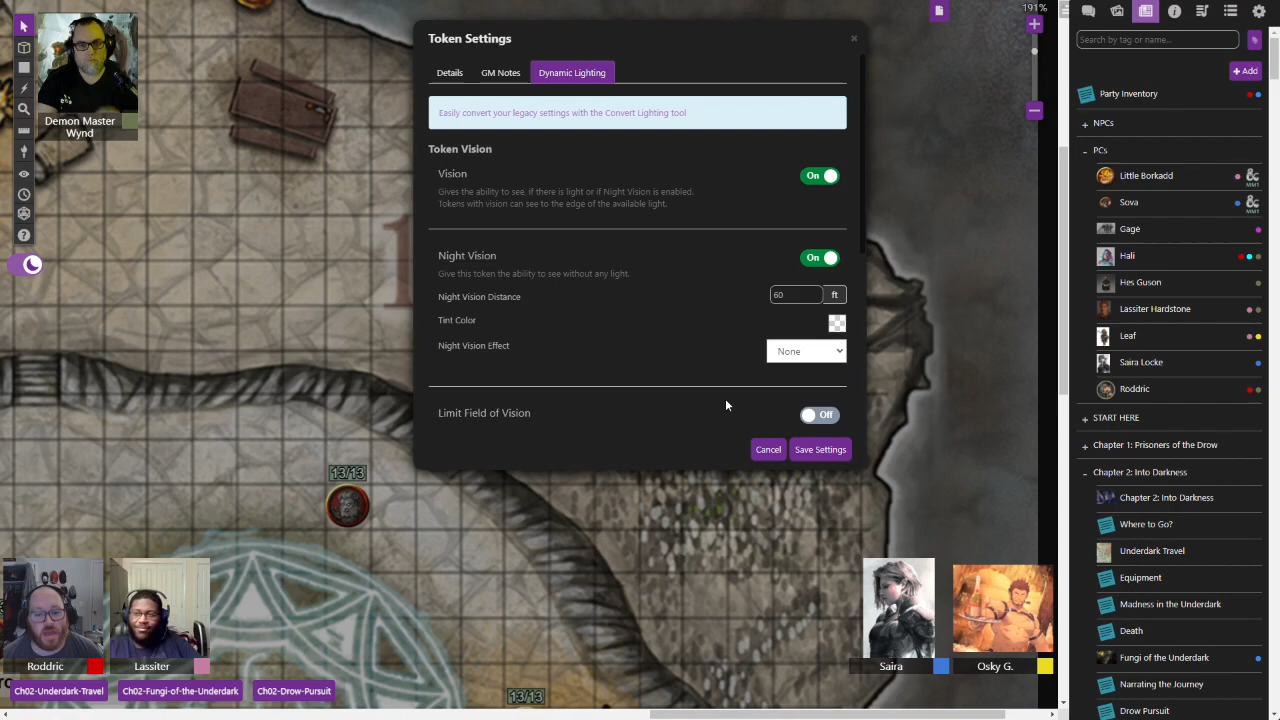 Demon Master
Wynd
13/13
Roddric
Lassiter
Ch02-Underdark-Travel
Ch02-Fungi-of-the-Underdark
Ch02-Drow-Pursuit
13/13
Token Settings
Details
GM Notes
Dynamic Lighting
Easily convert your legacy settings with the Convert Lighting tool
Token Vision
Vision
On
Gives the ability to see, if there is light or if Night Vision is enabled.
Tokens with vision can see to the edge of the available light.
Night Vision
On
Give this token the ability to see without any light.
Night Vision Distance
60
ft
Tint Color
Night Vision Effect
None
Limit Field of Vision
Off
Cancel
Save Settings
191%
Saira
Osky G.
Search by tag or name...
+ Add
Party Inventory
+ NPCs
- PCs
Little Borkadd
&
MM1
Sova
&
MM1
Gage
Hali
Hes Guson
Lassiter Hardstone
Leaf
Saira Locke
Roddric
+ START HERE
+ Chapter 1: Prisoners of the Drow
- Chapter 2: Into Darkness
Chapter 2: Into Darkness
Where to Go?
Underdark Travel
Equipment
Madness in the Underdark
Death
Fungi of the Underdark
Narrating the Journey
Drow Pursuit